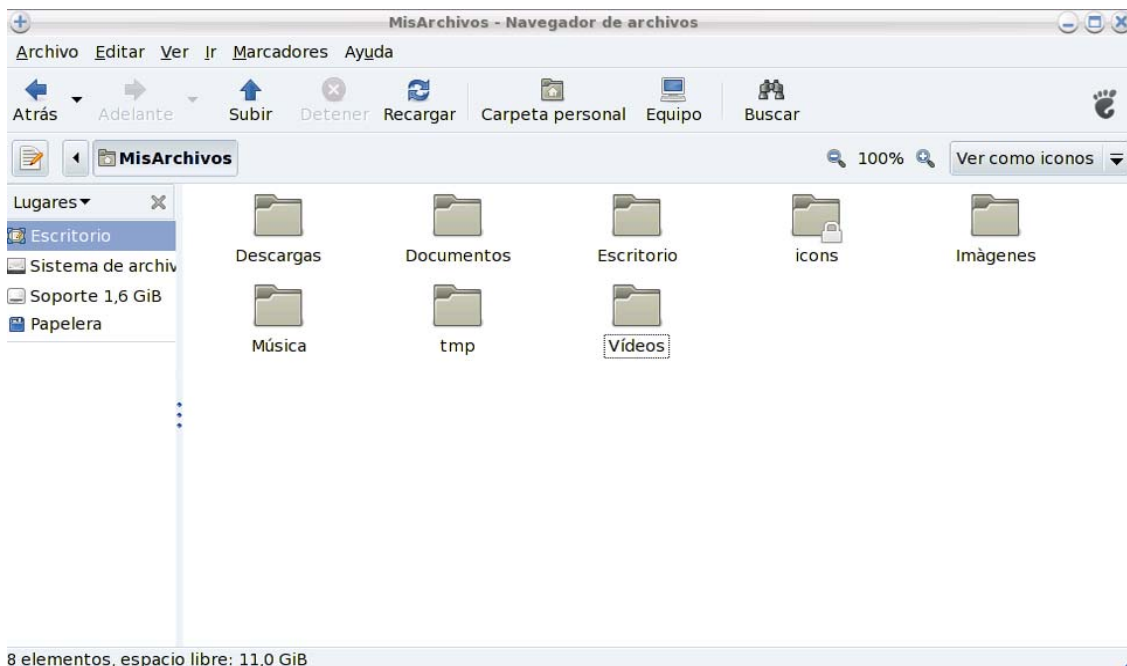 MisArchivos - Navegador de archivos
Archivo Editar Ver Ir Marcadores Ayuda
Atrás Adelante Subir Detener Recargar Carpeta personal Equipo Buscar
MisArchivos 100% Ver como iconos
Lugares
Escritorio
Sistema de archiv
Soporte 1,6 GiB
Papelera
Descargas Documentos Escritorio icons Imàgenes
Música tmp Vídeos
8 elementos, espacio libre: 11,0 GiB